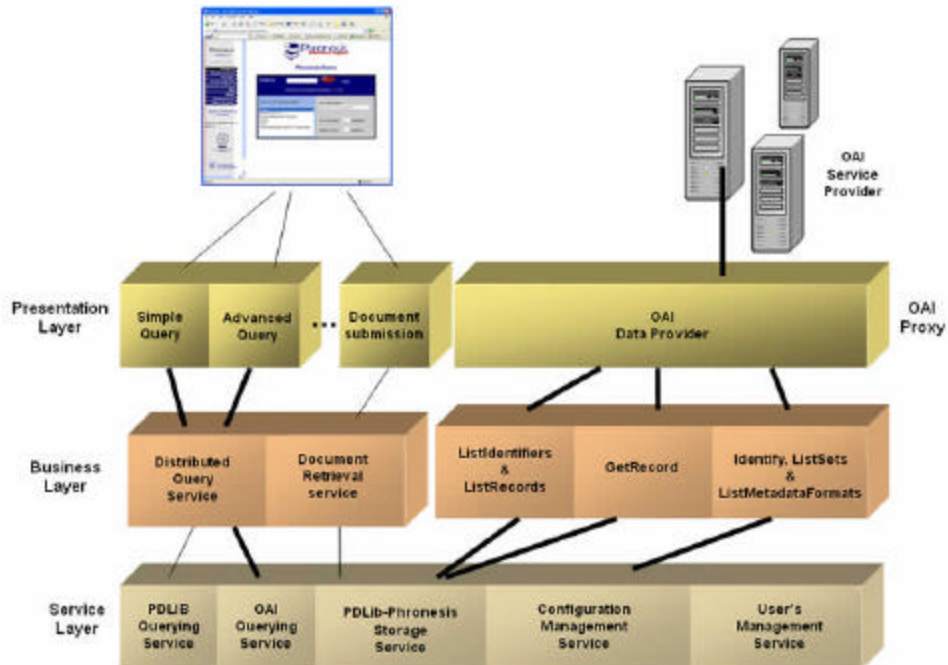 Phronesis
OAI
Service
Provider
Presentation
Layer
Simple
Query
Advanced
Query
...
Document
submission
OAI
Data Provider
OAI
Proxy
Business
Layer
Distributed
Query
Service
Document
Retrieval
service
ListIdentifiers
&
ListRecords
GetRecord
Identify, ListSets
&
ListMetadataFormats
Service
Layer
PDLIB
Querying
Service
OAI
Querying
Service
PDLib-Phronesis
Storage
Service
Configuration
Management
Service
User's
Management
Service